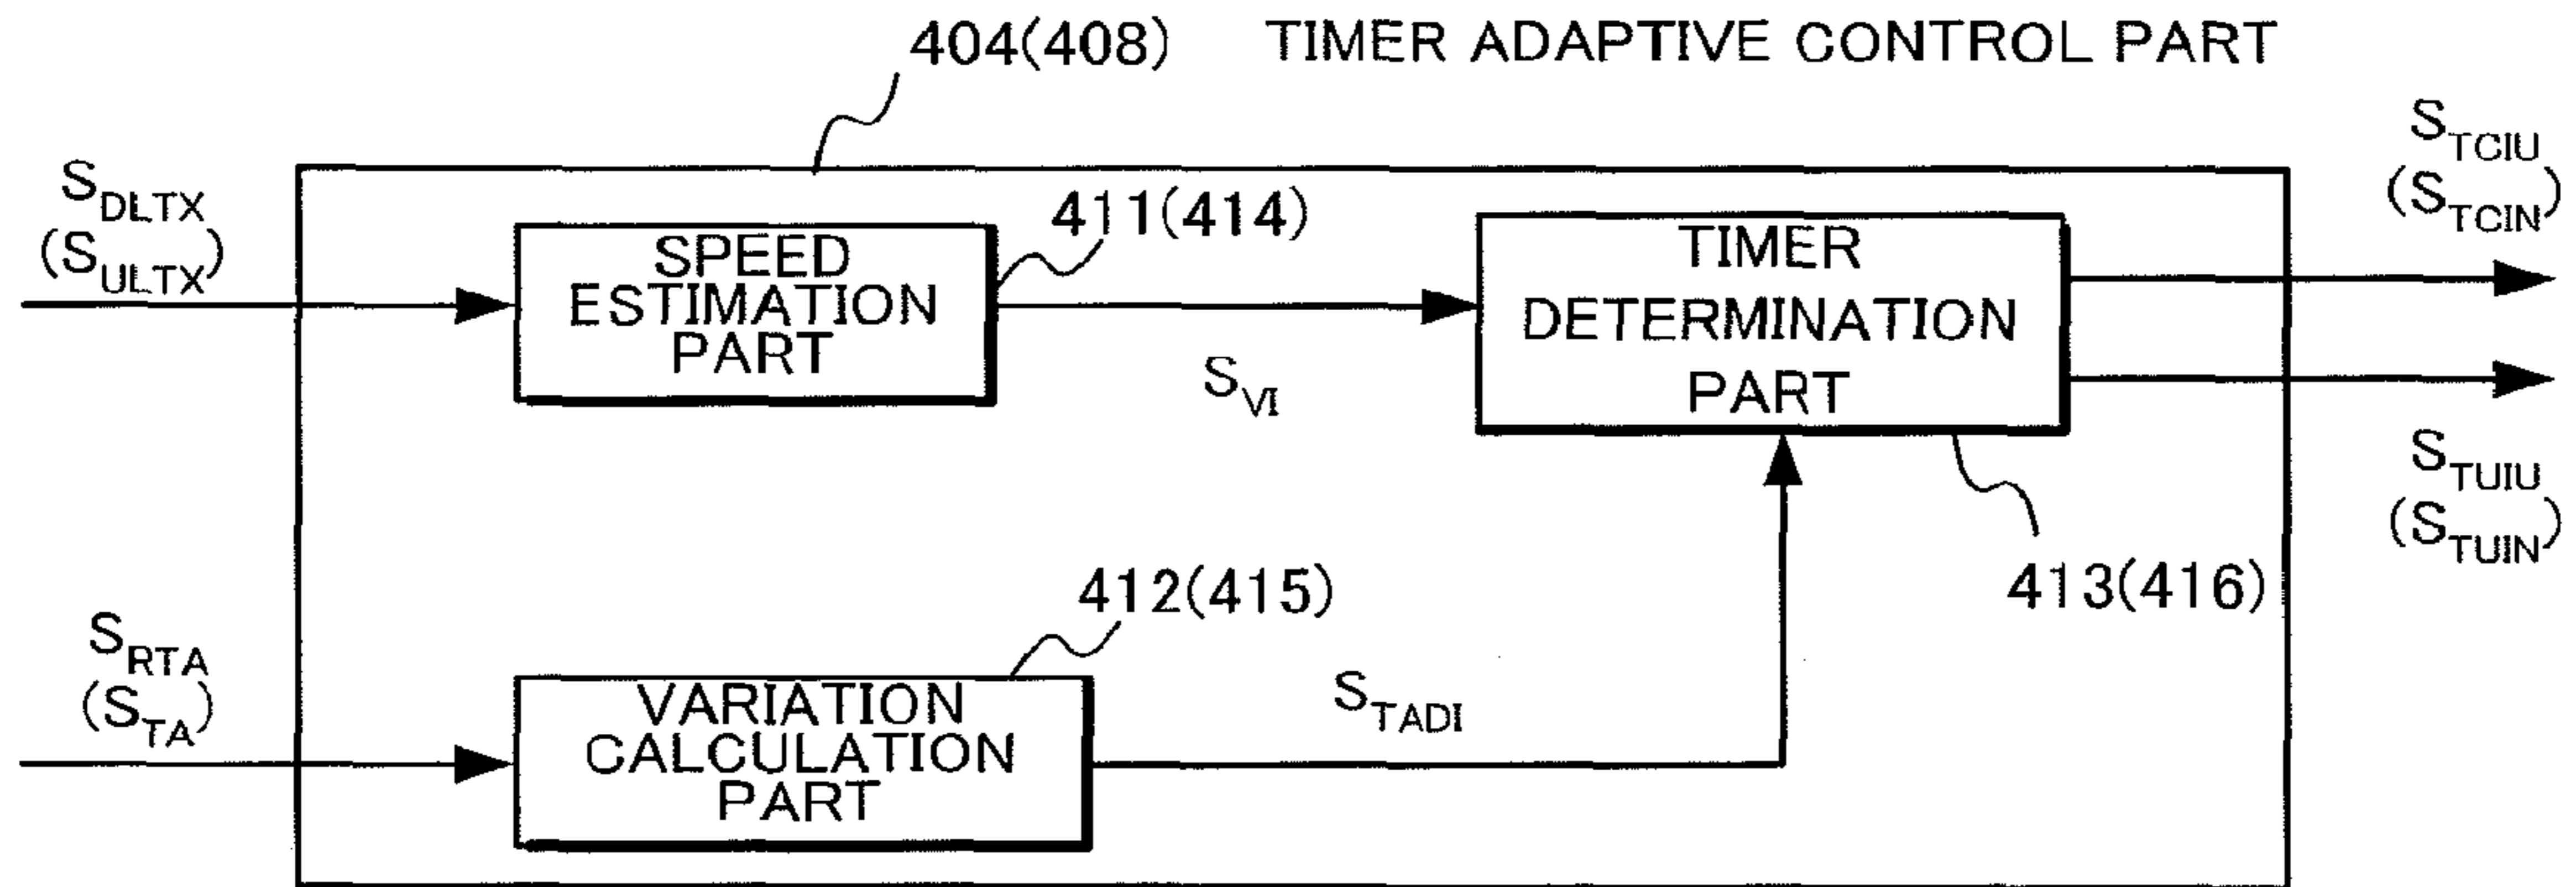 404(408) TIMER ADAPTIVE CONTROL PART
S_DLTX
(S_ULTX)
SPEED
ESTIMATION
PART
411(414)
S_VI
TIMER
DETERMINATION
PART
S_TCIU
(S_TCIN)
S_TUIU
(S_TUIN)
413(416)
S_RTA
(S_TA)
412(415)
VARIATION
CALCULATION
PART
S_TADI